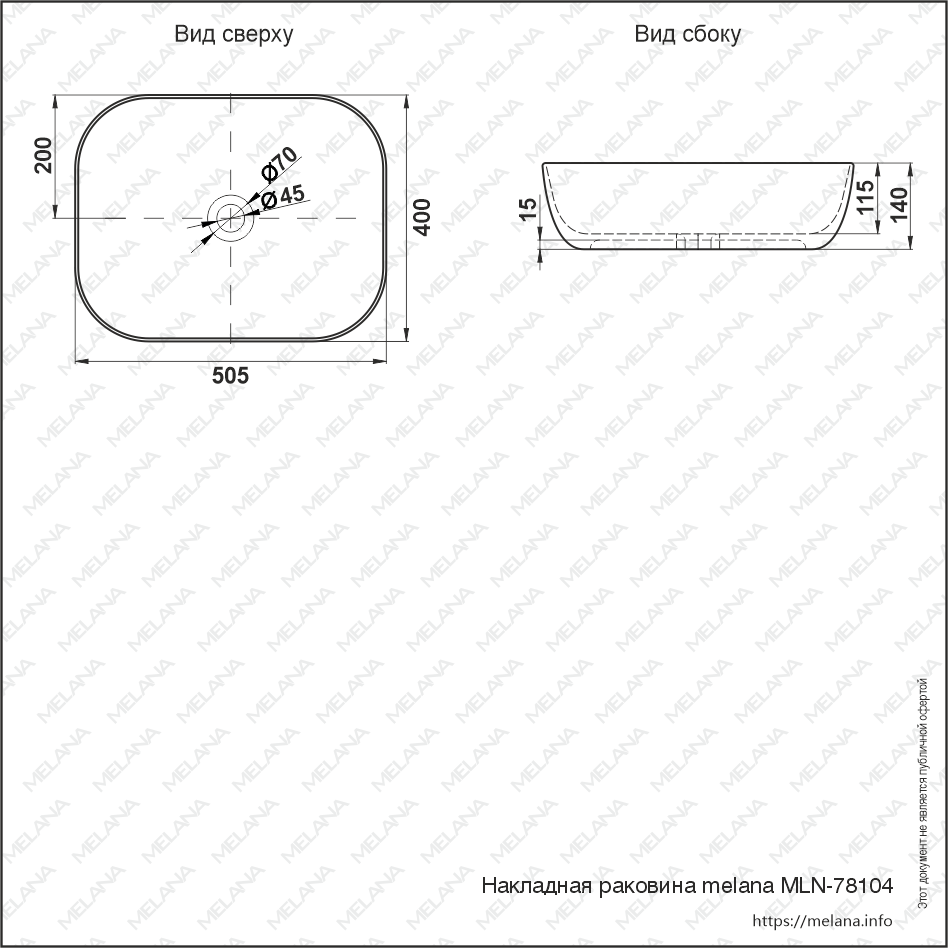 Вид сверху
Вид сбоку
200
Ø70
Ø45
400
505
15
115
140
Этот документ не является публичной офертой
Накладная раковина melana MLN-78104
https://melana.info
MELANA